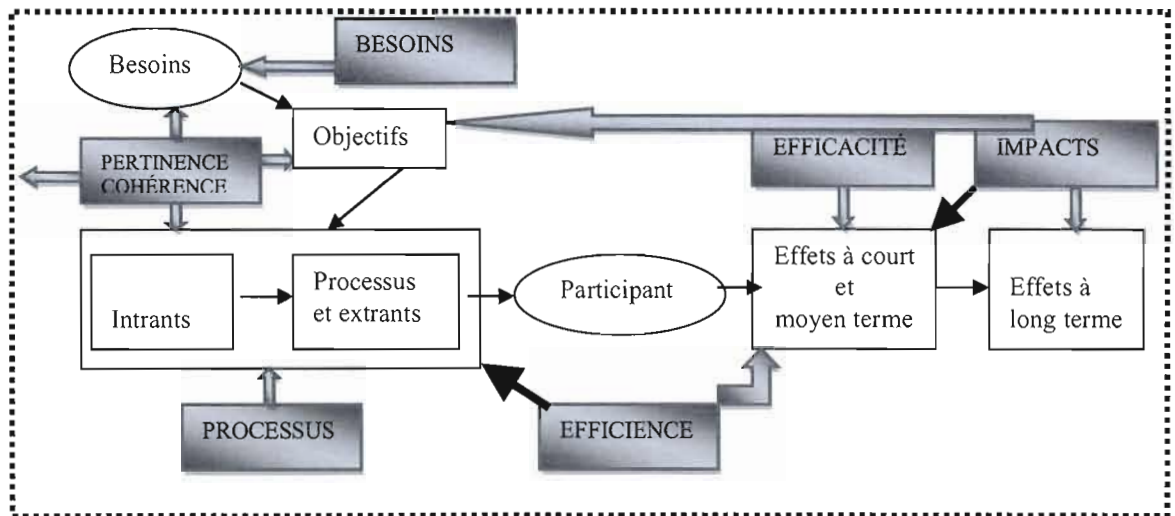 BESOINS
Besoins
Objectifs
PERTINENCE
COHÉRENCE
EFFICACITÉ
IMPACTS
Intrants
Processus
et extrants
Participant
Effets à court
et
moyen terme
Effets à
long terme
PROCESSUS
EFFICIENCE